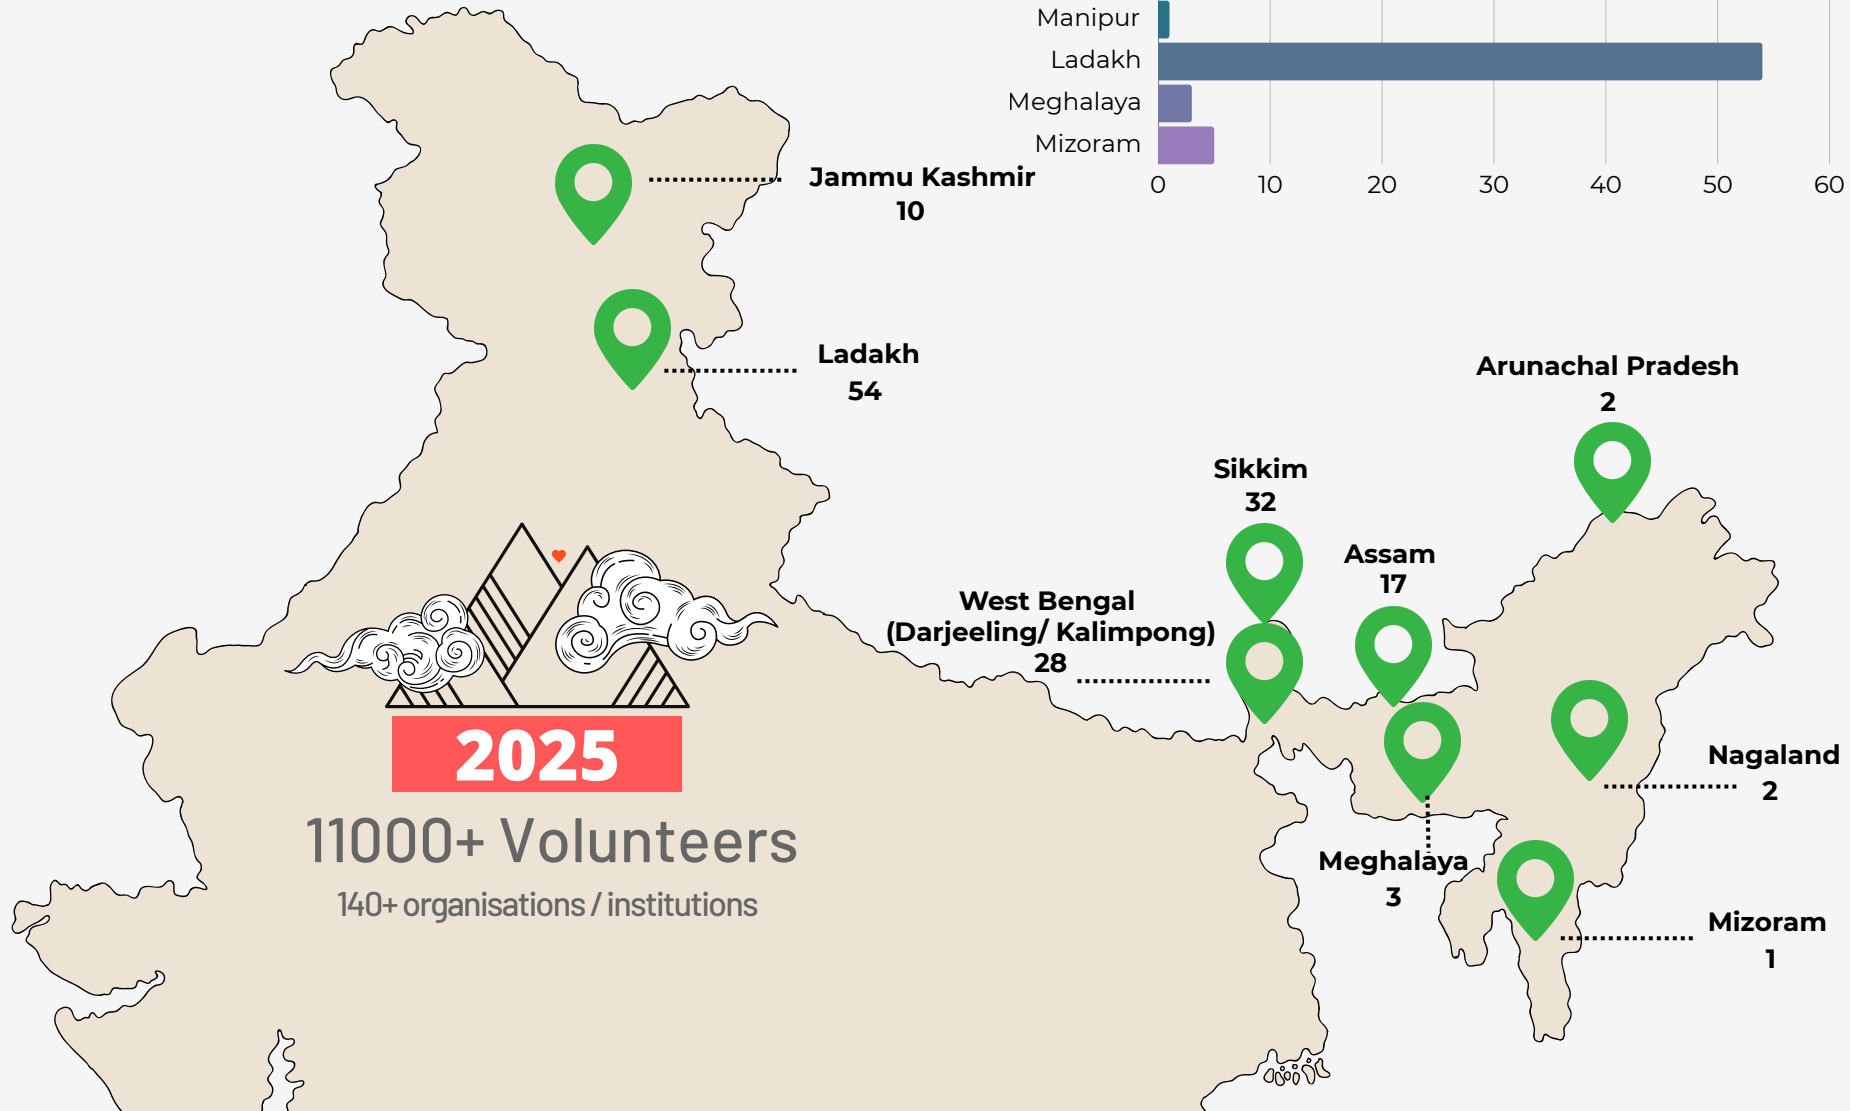 Manipur
Ladakh
Meghalaya
Mizoram
0 10 20 30 40 50 60
Jammu Kashmir
10
Ladakh
54
Arunachal Pradesh
2
Sikkim
32
Assam
17
West Bengal
(Darjeeling/ Kalimpong)
28
2025
11000+ Volunteers
140+ organisations / institutions
Nagaland
2
Meghalaya
3
Mizoram
1